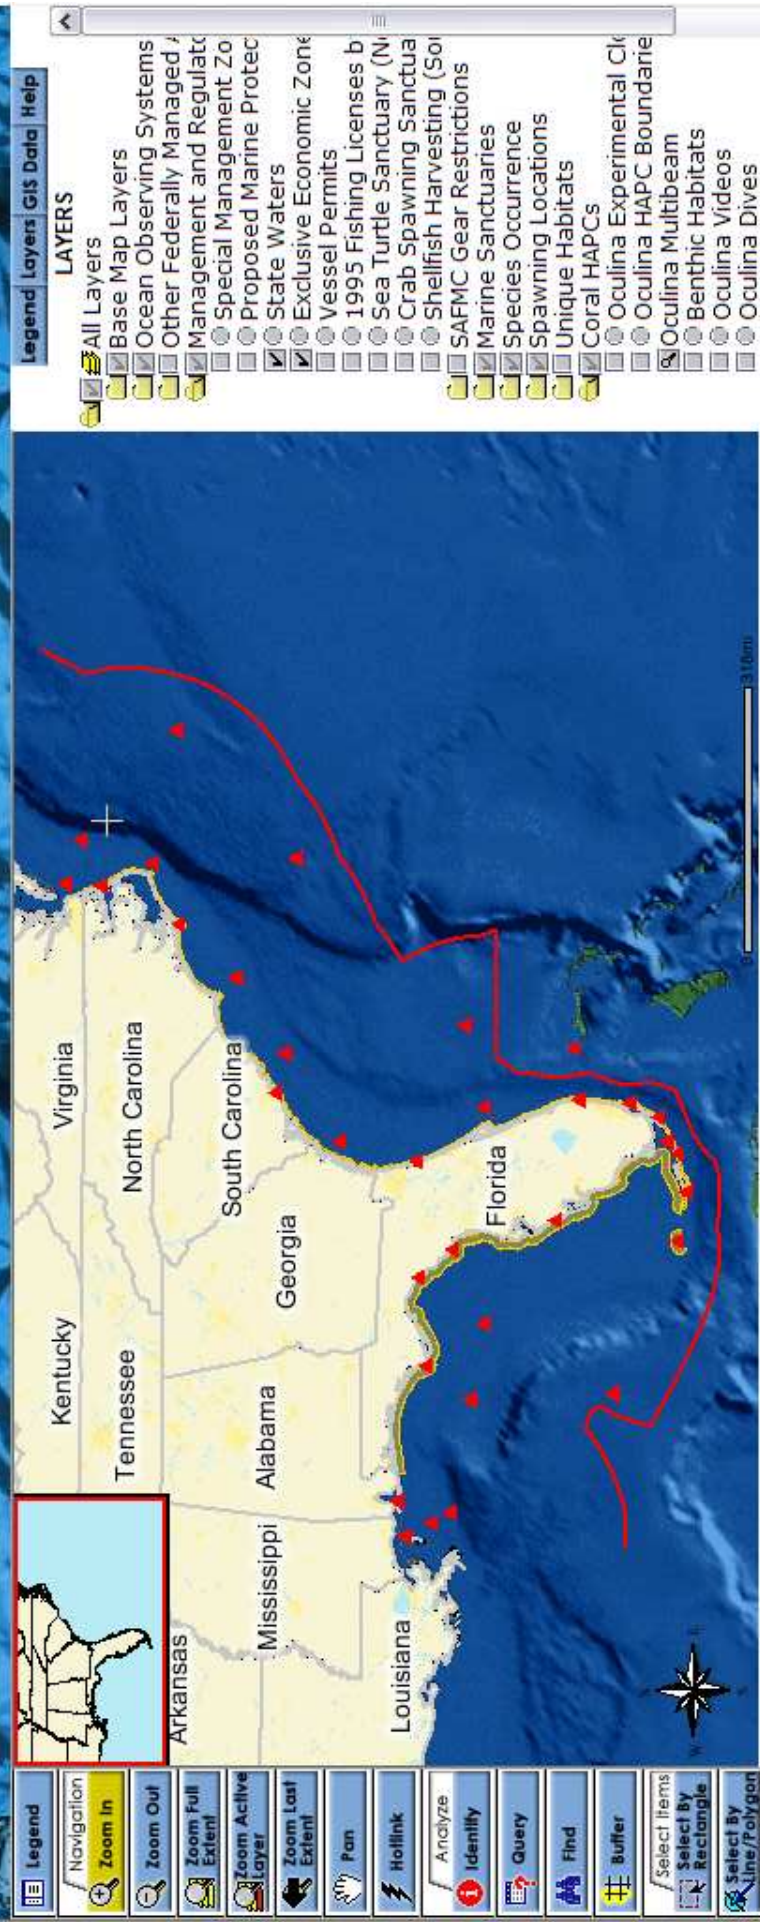 Legend
Navigation
Zoom In
Zoom Out
Zoom Full
Extent
Zoom Active
Layer
Zoom Last
Extent
Pan
Hotlink
Analyze
Identify
Query
Find
Buffer
Select Items
Select By
Rectangle
Select By
Line/Polygon
Kentucky
Virginia
Tennessee
North Carolina
Arkansas
South Carolina
Mississippi
Alabama
Georgia
Louisiana
Florida
W
E
318mi
Legend Layers GIS Data Help
LAYERS
All Layers
Base Map Layers
Ocean Observing Systems
Other Federally Managed
Management and Regulato
Special Management Zo
Proposed Marine Protec
State Waters
Exclusive Economic Zone
Vessel Permits
1995 Fishing Licenses b
Sea Turtle Sanctuary (N
Crab Spawning Sanctua
Shellfish Harvesting (So
SAFMC Gear Restrictions
Marine Sanctuaries
Species Occurrence
Spawning Locations
Unique Habitats
Coral HAPCs
Oculina Experimental Cl
Oculina HAPC Boundarie
Oculina Multibeam
Benthic Habitats
Oculina Videos
Oculina Dives